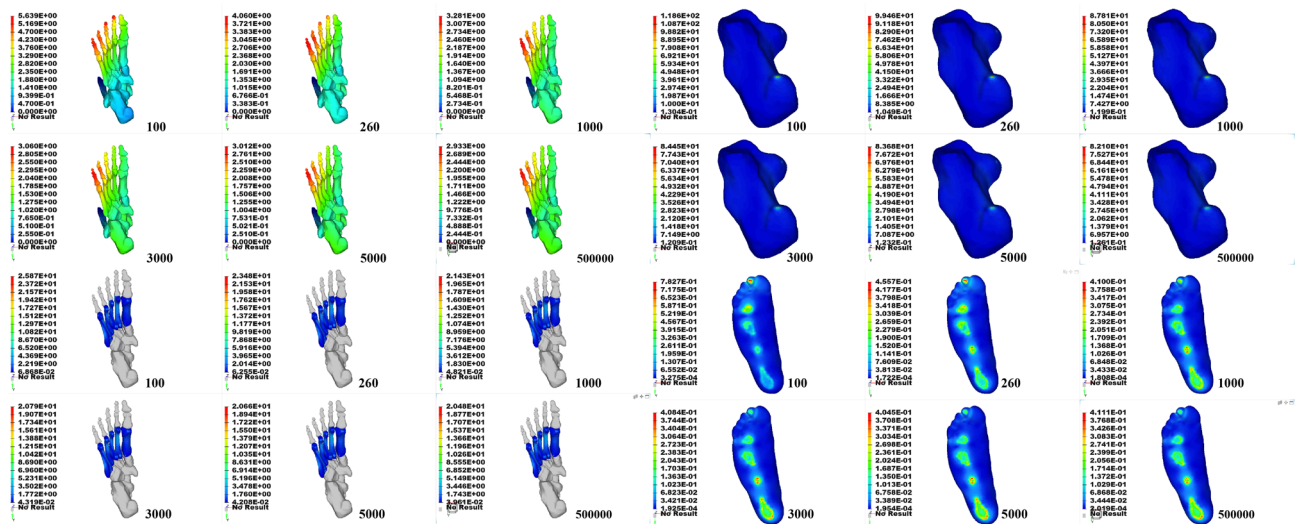 5.639E+00
5.169E+00
4.700E+00
4.230E+00
3.760E+00
3.290E+00
2.820E+00
2.350E+00
1.880E+00
1.410E+00
9.399E-01
4.700E-01
0.000E+00
No Result
100
4.060E+00
3.721E+00
3.383E+00
3.045E+00
2.706E+00
2.368E+00
2.030E+00
1.691E+00
1.353E+00
1.015E+00
6.766E-01
3.383E-01
0.000E+00
No Result
260
3.281E+00
3.007E+00
2.734E+00
2.460E+00
2.187E+00
1.914E+00
1.640E+00
1.367E+00
1.094E+00
8.201E-01
5.468E-01
2.734E-01
0.000E+00
No Result
1000
1.186E+02
1.087E+02
9.882E+01
8.895E+01
7.908E+01
6.921E+01
5.934E+01
4.948E+01
3.961E+01
2.974E+01
1.987E+01
1.000E+01
1.304E-01
No Result
100
9.946E+01
9.118E+01
8.290E+01
7.462E+01
6.634E+01
5.806E+01
4.978E+01
4.150E+01
3.322E+01
2.494E+01
1.666E+01
8.385E+00
1.049E-01
No Result
260
8.781E+01
8.050E+01
7.320E+01
6.589E+01
5.858E+01
5.127E+01
4.397E+01
3.666E+01
2.935E+01
2.204E+01
1.474E+01
7.427E+00
1.199E-01
No Result
1000
3.060E+00
2.805E+00
2.550E+00
2.295E+00
2.040E+00
1.785E+00
1.530E+00
1.275E+00
1.020E+00
7.650E-01
5.100E-01
2.550E-01
0.000E+00
No Result
3000
3.012E+00
2.761E+00
2.510E+00
2.259E+00
2.008E+00
1.757E+00
1.506E+00
1.255E+00
1.004E+00
7.531E-01
5.021E-01
2.510E-01
0.000E+00
No Result
5000
2.933E+00
2.689E+00
2.444E+00
2.200E+00
1.955E+00
1.711E+00
1.466E+00
1.222E+00
9.776E-01
7.332E-01
4.888E-01
2.444E-01
0.000E+00
No Result
500000
8.445E+01
7.743E+01
7.040E+01
6.337E+01
5.634E+01
4.932E+01
4.229E+01
3.526E+01
2.823E+01
2.120E+01
1.418E+01
7.149E+00
1.209E-01
No Result
3000
8.368E+01
7.672E+01
6.976E+01
6.279E+01
5.583E+01
4.887E+01
4.190E+01
3.494E+01
2.798E+01
2.101E+01
1.405E+01
7.087E+00
1.232E-01
No Result
5000
8.210E+01
7.527E+01
6.844E+01
6.161E+01
5.478E+01
4.794E+01
4.111E+01
3.428E+01
2.745E+01
2.062E+01
1.379E+01
6.957E+00
1.261E-01
No Result
500000
2.587E+01
2.372E+01
2.157E+01
1.942E+01
1.727E+01
1.512E+01
1.297E+01
1.082E+01
8.670E+00
6.520E+00
4.369E+00
2.219E+00
6.868E-02
No Result
100
2.348E+01
2.153E+01
1.958E+01
1.762E+01
1.567E+01
1.372E+01
1.177E+01
9.819E+00
7.868E+00
5.916E+00
3.965E+00
2.014E+00
6.255E-02
No Result
260
2.143E+01
1.965E+01
1.787E+01
1.609E+01
1.430E+01
1.252E+01
1.074E+01
8.959E+00
7.176E+00
5.394E+00
3.612E+00
1.830E+00
4.821E-02
No Result
1000
7.827E-01
7.175E-01
6.523E-01
5.871E-01
5.219E-01
4.567E-01
3.915E-01
3.263E-01
2.611E-01
1.959E-01
1.307E-01
6.552E-02
3.275E-04
No Result
100
4.557E-01
4.177E-01
3.798E-01
3.418E-01
3.039E-01
2.659E-01
2.279E-01
1.900E-01
1.520E-01
1.141E-01
7.609E-02
3.813E-02
1.722E-04
No Result
260
4.100E-01
3.758E-01
3.417E-01
3.075E-01
2.734E-01
2.392E-01
2.051E-01
1.709E-01
1.368E-01
1.026E-01
6.848E-02
3.433E-02
1.808E-04
No Result
1000
2.079E+01
1.907E+01
1.734E+01
1.561E+01
1.388E+01
1.215E+01
1.042E+01
8.690E+00
6.960E+00
5.231E+00
3.502E+00
1.772E+00
4.319E-02
No Result
3000
2.066E+01
1.894E+01
1.722E+01
1.550E+01
1.379E+01
1.207E+01
1.035E+01
8.631E+00
6.914E+00
5.196E+00
3.478E+00
1.760E+00
4.208E-02
No Result
5000
2.048E+01
1.877E+01
1.707E+01
1.537E+01
1.366E+01
1.196E+01
1.026E+01
8.555E+00
6.852E+00
5.149E+00
3.446E+00
1.743E+00
3.961E-02
No Result
500000
4.084E-01
3.744E-01
3.404E-01
3.064E-01
2.723E-01
2.383E-01
2.043E-01
1.703E-01
1.363E-01
1.023E-01
6.823E-02
3.421E-02
1.925E-04
No Result
3000
4.045E-01
3.708E-01
3.371E-01
3.034E-01
2.698E-01
2.361E-01
2.024E-01
1.687E-01
1.350E-01
1.013E-01
6.758E-02
3.389E-02
1.954E-04
No Result
5000
4.111E-01
3.768E-01
3.426E-01
3.083E-01
2.741E-01
2.399E-01
2.056E-01
1.714E-01
1.372E-01
1.029E-01
6.868E-02
3.444E-02
2.019E-04
No Result
500000